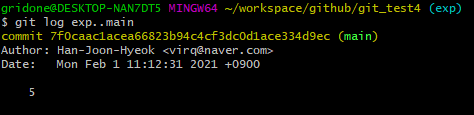 gridone@DESKTOP-NAN7DT5 MINGW64 ~/workspace/github/git_test4 (exp)
$ git log exp..main
commit 7f0caac1acea66823b94c4cf3dc0d1ace334d9ec (main)
Author: Han-Joon-Hyeok <virq@naver.com>
Date:   Mon Feb 1 11:12:31 2021 +0900
5